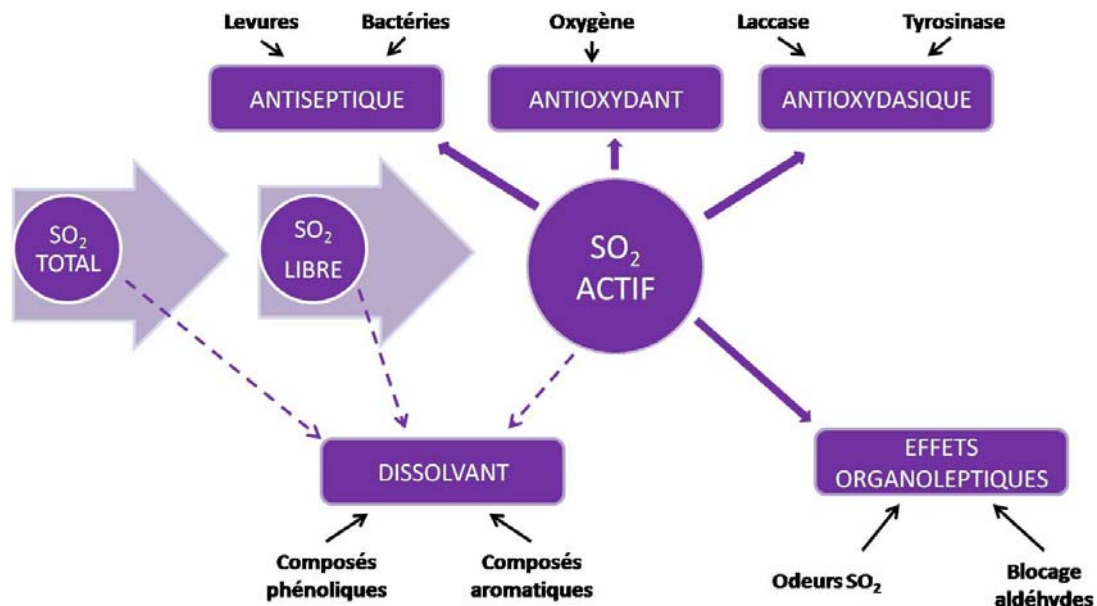 Levures
Bactéries
Oxygène
Laccase
Tyrosinase
ANTISEPTIQUE
ANTIOXYDANT
ANTIOXYDASIQUE
SO₂
TOTAL
SO₂
LIBRE
SO₂
ACTIF
DISSOLVANT
EFFETS
ORGANOLEPTIQUES
Composés
phénoliques
Composés
aromatiques
Odeurs SO₂
Blocage
aldéhydes